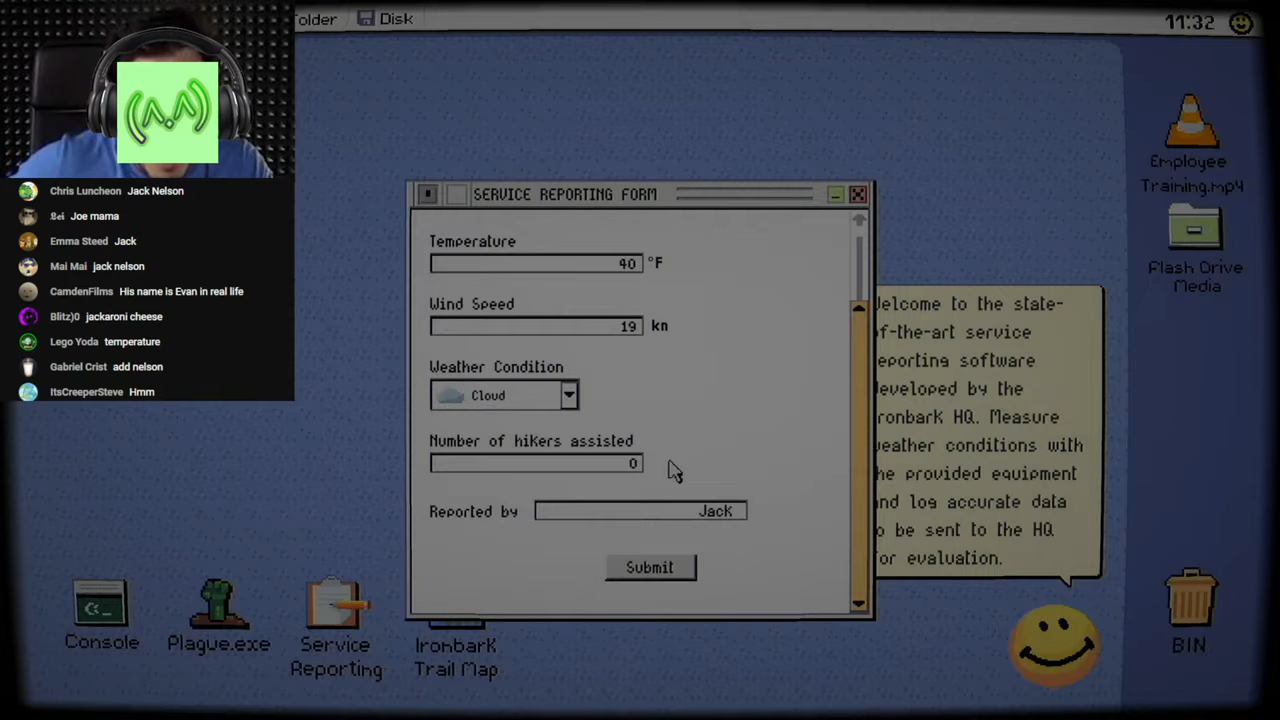 older
Disk
11:32
(^.^)
Chris Luncheon Jack Nelson
Sei Joe mama
Emma Steed Jack
Mai Mai jack nelson
CamdenFilms His name is Evan in real life
Blitz)0 jackaroni cheese
Lego Yoda temperature
Gabriel Crist add nelson
ItsCreeperSteve Hmm
SERVICE REPORTING FORM
Temperature
40 °F
Wind Speed
19 kn
Weather Condition
Cloud
Number of hikers assisted
0
Reported by Jack
Submit
elcome to the state-
f-the-art service
eporting software
eveloped by the
ronbark HQ. Measure
eather conditions with
he provided equipment
nd log accurate data
o be sent to the HQ
or evaluation.
Employee
Training.mp4
Flash Drive
Media
Console
Plague.exe
Service
Reporting
Ironbark
Trail Map
BIN